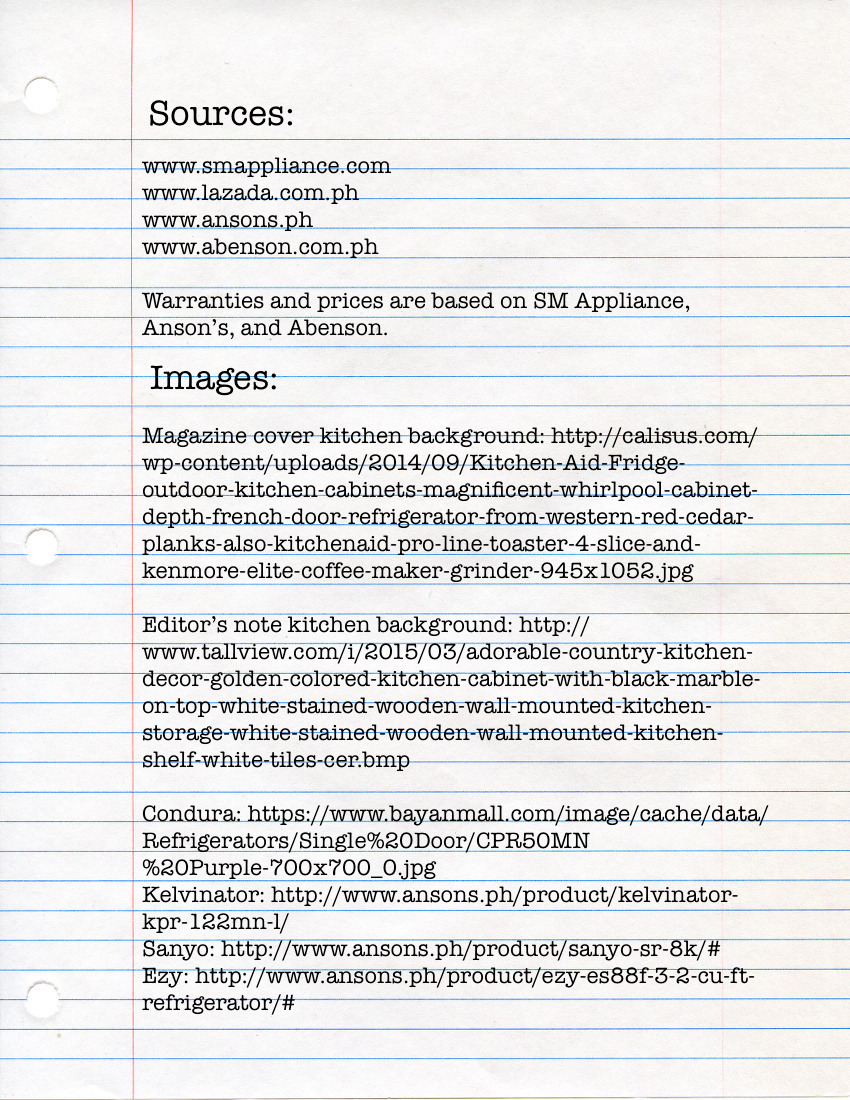 Sources:
www.smappliance.com
www.lazada.com.ph
www.ansons.ph
www.abenson.com.ph
Warranties and prices are based on SM Appliance,
Anson's, and Abenson.
Images:
Magazine cover kitchen background: http://calisus.com/
wp-content/uploads/2014/09/Kitchen-Aid-Fridge-
outdoor-kitchen-cabinets-magnificent-whirlpool-cabinet-
depth-french-door-refrigerator-from-western-red-cedar-
planks-also-kitchenaid-pro-line-toaster-4-slice-and-
kenmore-elite-coffee-maker-grinder-945x1052.jpg
Editor's note kitchen background: http://
www.tallview.com/i/2015/03/adorable-country-kitchen-
decor-golden-colored-kitchen-cabinet-with-black-marble-
on-top-white-stained-wooden-wall-mounted-kitchen-
storage-white-stained-wooden-wall-mounted-kitchen-
shelf-white-tiles-cer.bmp
Condura: https://www.bayanmall.com/image/cache/data/
Refrigerators/Single%20Door/CPR50MN
%20Purple-700x700_0.jpg
Kelvinator: http://www.ansons.ph/product/kelvinator-
kpr-122mn-l/
Sanyo: http://www.ansons.ph/product/sanyo-sr-8k/#
Ezy: http://www.ansons.ph/product/ezy-es88f-3-2-cu-ft-
refrigerator/#